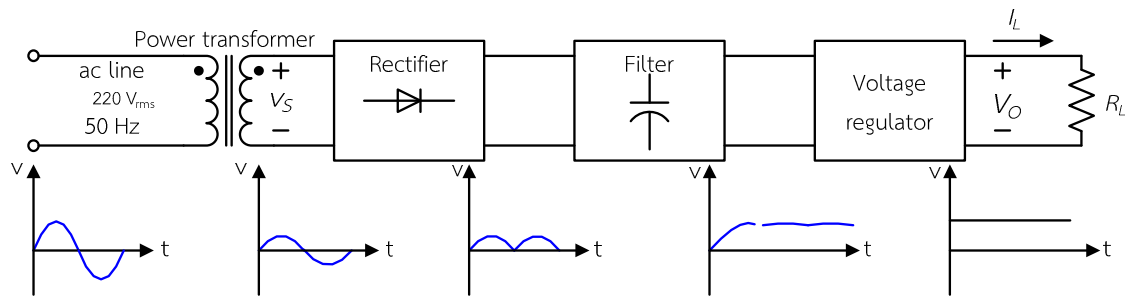 Power transformer
ac line
220 Vrms
50 Hz
+
vS
−
Rectifier
Filter
Voltage
regulator
IL
+
VO
−
RL
v
t
v
t
v
t
v
t
v
t